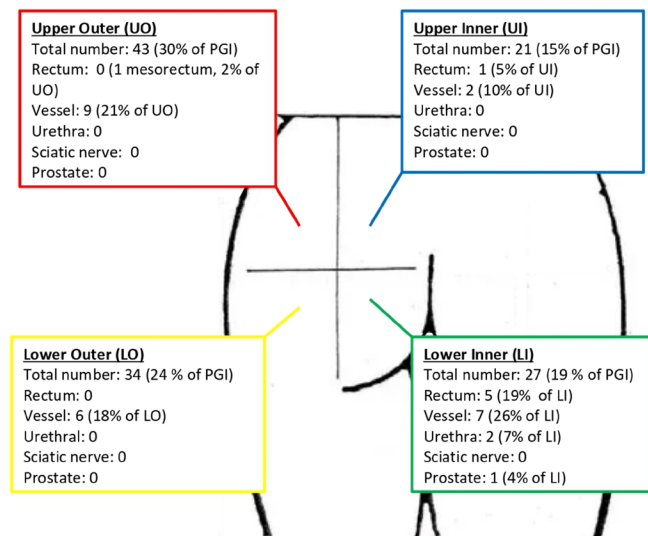 Upper Outer (UO)
Total number: 43 (30% of PGI)
Rectum:  0 (1 mesorectum, 2% of
UO)
Vessel: 9 (21% of UO)
Urethra: 0
Sciatic nerve:  0
Prostate: 0
Upper Inner (UI)
Total number: 21 (15% of PGI)
Rectum:  1 (5% of UI)
Vessel: 2 (10% of UI)
Urethra: 0
Sciatic nerve: 0
Prostate: 0
Lower Outer (LO)
Total number: 34 (24 % of PGI)
Rectum: 0
Vessel: 6 (18% of LO)
Urethral: 0
Sciatic nerve: 0
Prostate: 0
Lower Inner (LI)
Total number: 27 (19 % of PGI)
Rectum: 5 (19%  of LI)
Vessel: 7 (26% of LI)
Urethra: 2 (7% of LI)
Sciatic nerve: 0
Prostate: 1 (4% of LI)